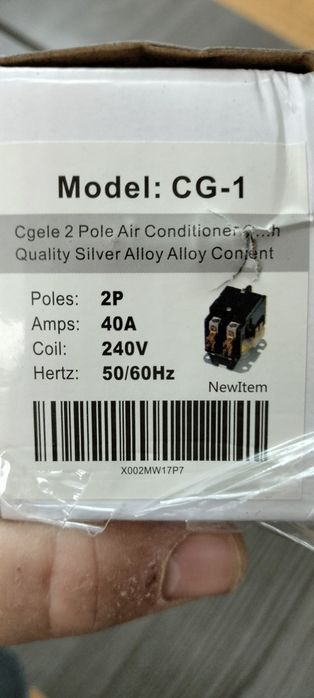 Model: CG-1
Cgele 2 Pole Air Conditioner
Quality Silver Alloy Alloy Content
Poles: 2P
Amps: 40A
Coil: 240V
Hertz: 50/60Hz
NewItem
X002MW17P7